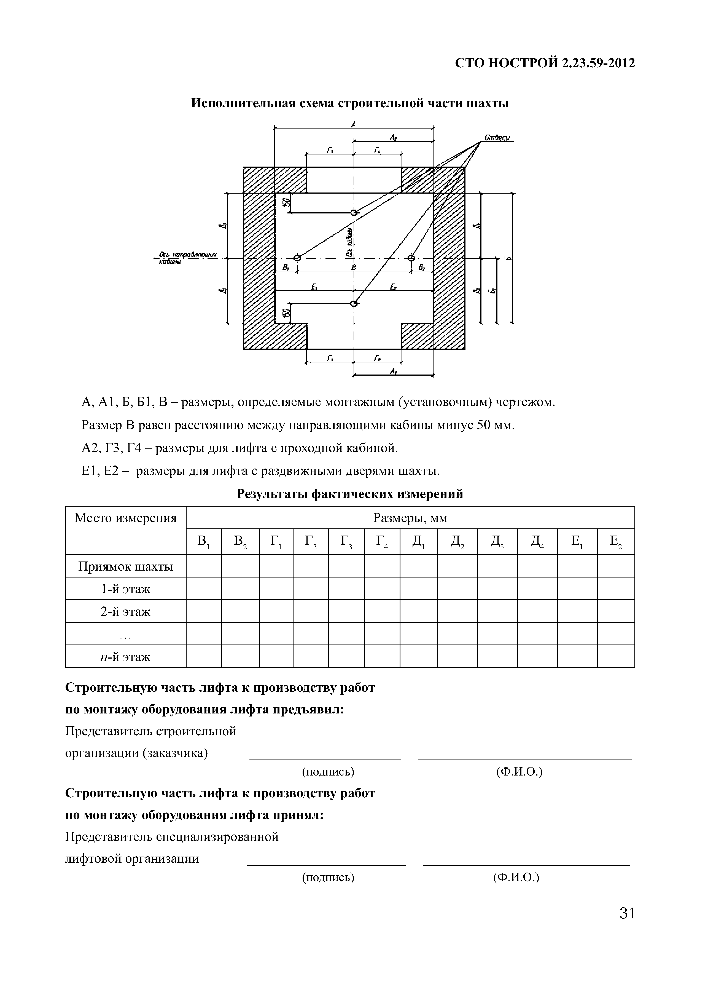 СТО НОСТРОЙ 2.23.59-2012
Исполнительная схема строительной части шахты
А
А₂
Отвесы
Г₃ Г₄
150
Д₃
Ось кабины
Д₄
Ось направляющих
кабины
Б
В₁ В В₂
Е₁ Е₂
Д₁
Д₂
Б₁
150
Г₁ Г₂
А₁
А, А1, Б, Б1, В – размеры, определяемые монтажным (установочным) чертежом.
Размер В равен расстоянию между направляющими кабины минус 50 мм.
А2, Г3, Г4 – размеры для лифта с проходной кабиной.
Е1, Е2 – размеры для лифта с раздвижными дверями шахты.
Результаты фактических измерений
Место измерения Размеры, мм
В₁ В₂ Г₁ Г₂ Г₃ Г₄ Д₁ Д₂ Д₃ Д₄ Е₁ Е₂
Приямок шахты
1-й этаж
2-й этаж
…
n-й этаж
Строительную часть лифта к производству работ
по монтажу оборудования лифта предъявил:
Представитель строительной
организации (заказчика)
(подпись) (Ф.И.О.)
Строительную часть лифта к производству работ
по монтажу оборудования лифта принял:
Представитель специализированной
лифтовой организации
(подпись) (Ф.И.О.)
31